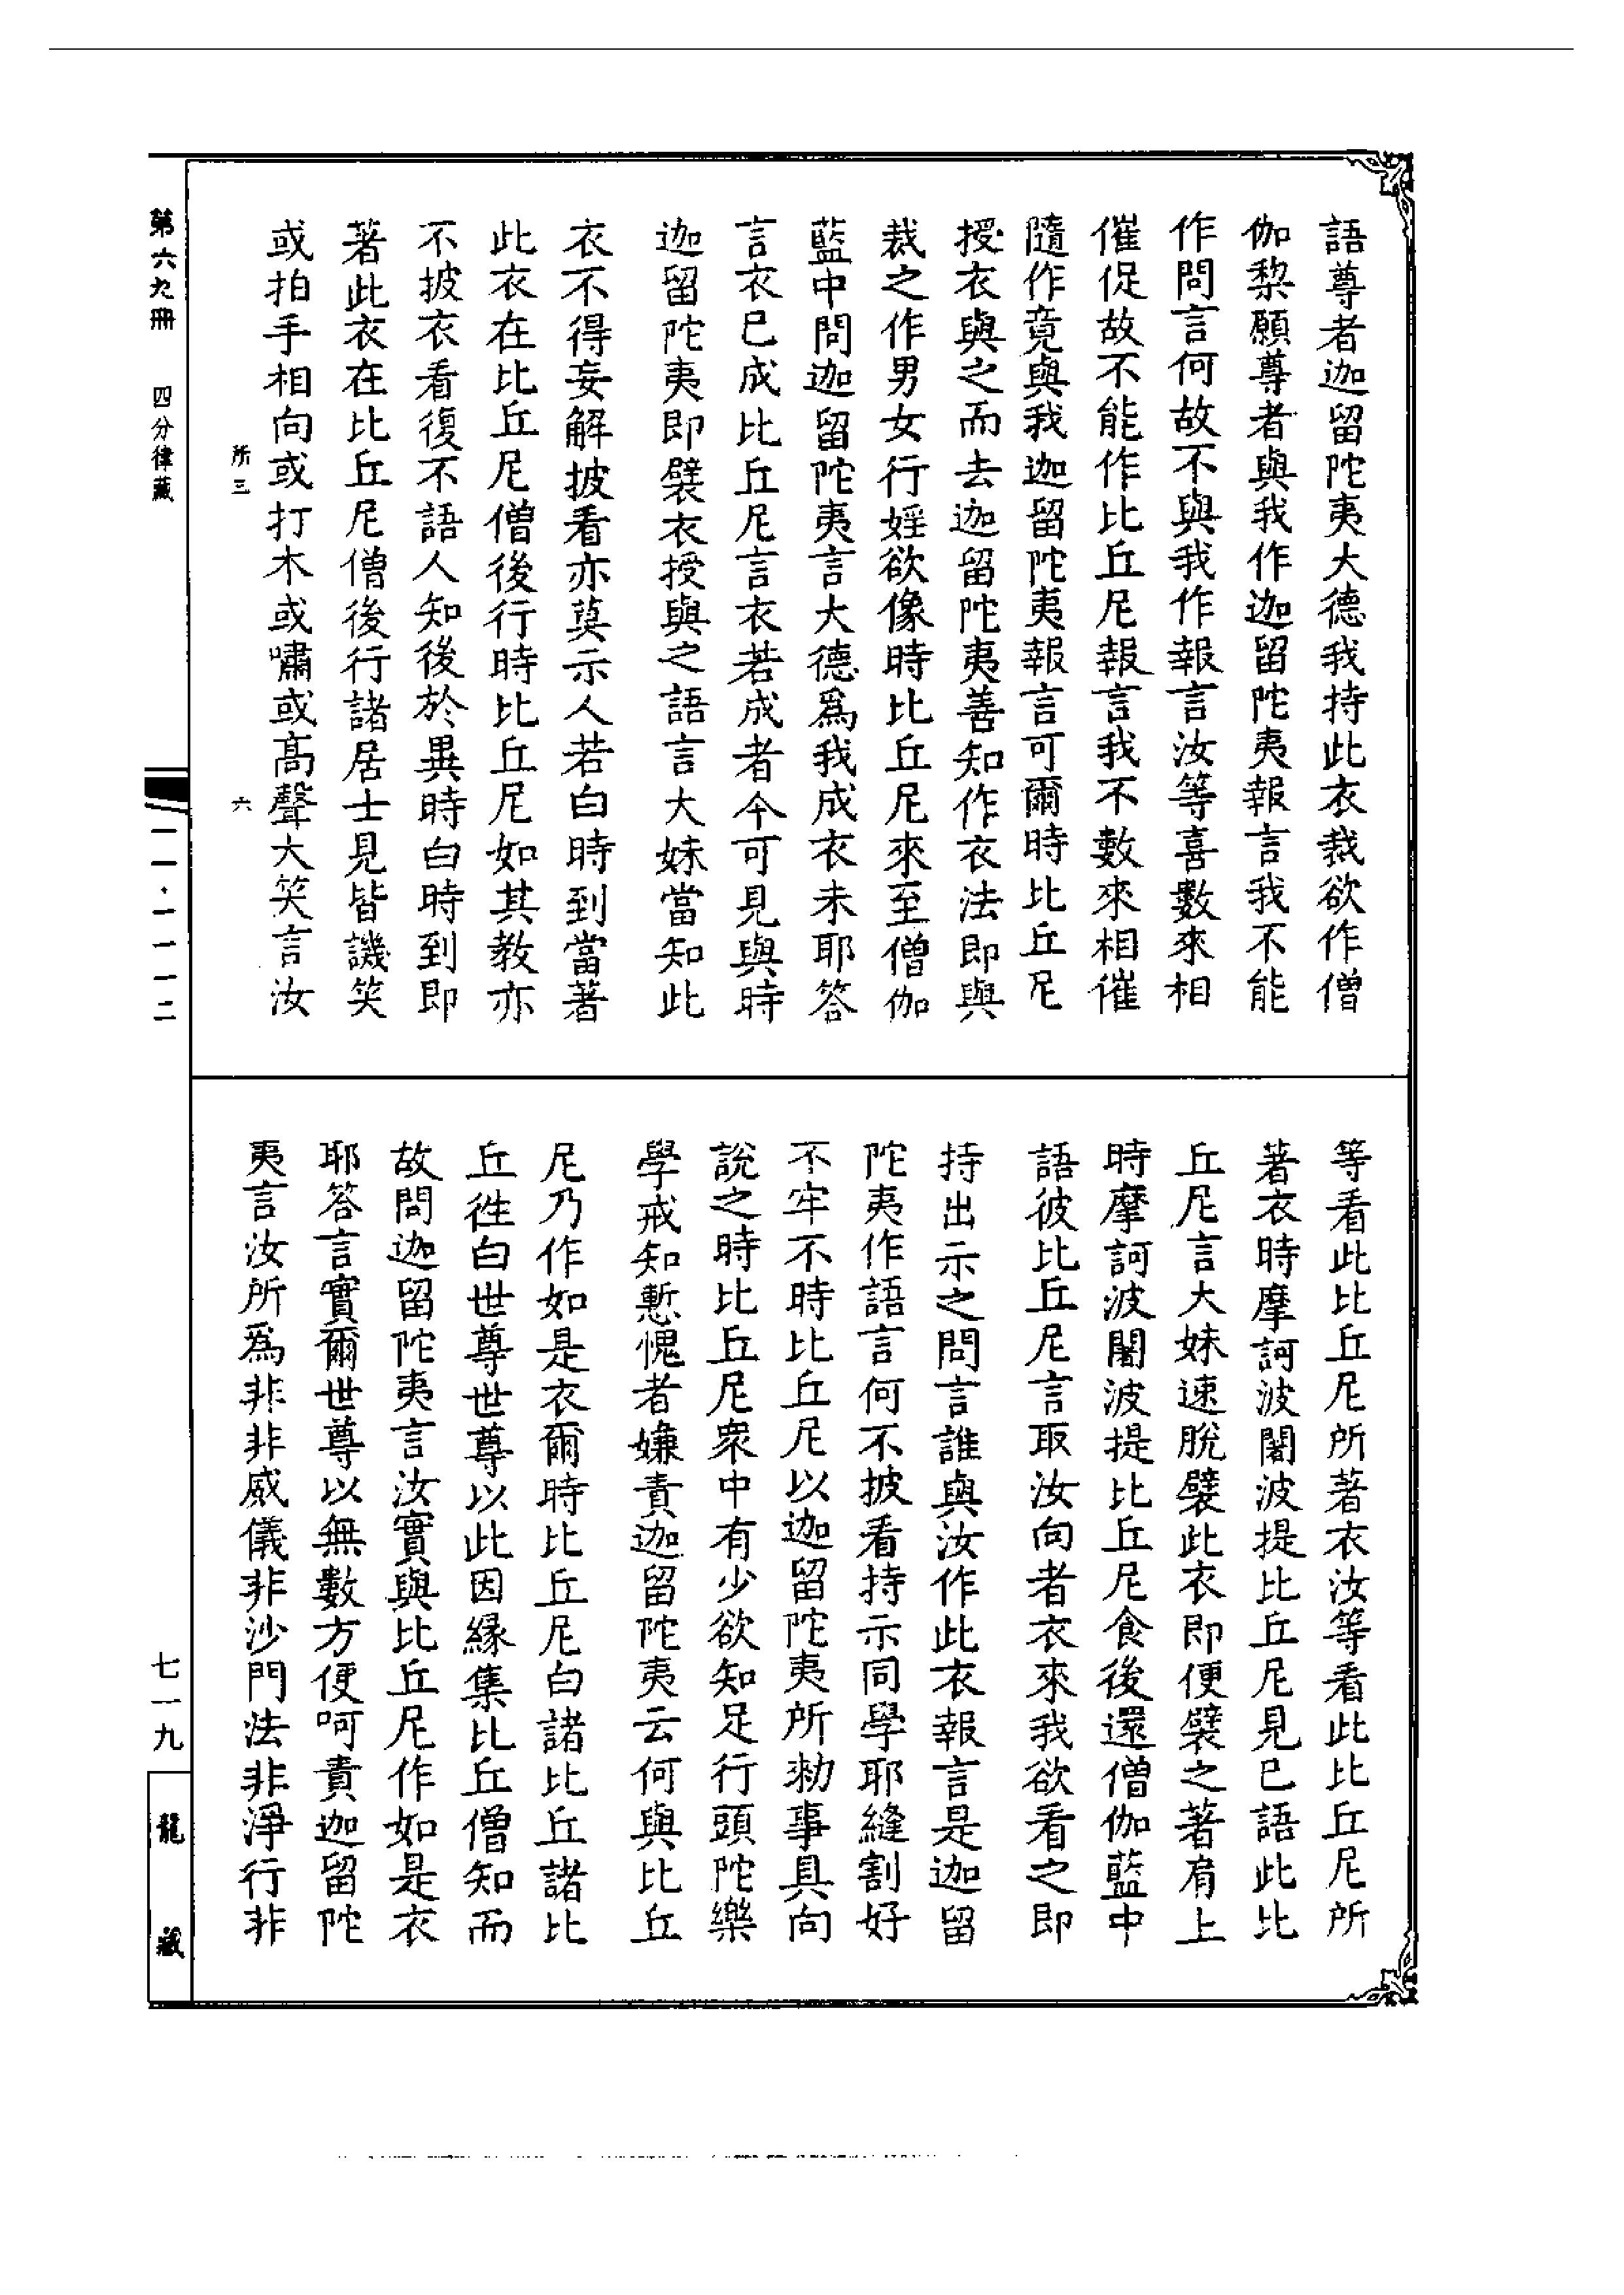 語尊者迦留陀夷大德我持此衣裁欲作僧
伽黎願尊者與我作迦留陀夷報言我不能
作問言何故不與我作報言汝等喜數來相
催促故不能作比丘尼報言我不數來相催
隨作竟與我迦留陀夷報言可爾時比丘尼
授衣與之而去迦留陀夷善知作衣法即與
裁之作男女行婬欲像時比丘尼來至僧伽
藍中問迦留陀夷言大德爲我成衣未耶答
言衣已成比丘尼言衣若成者今可見與時
迦留陀夷即襞衣授與之語言大妹當知此
衣不得妄解披看亦莫示人若白時到當著
此衣在比丘尼僧後行時比丘尼如其教亦
不披衣看復不語人知後於異時白時到即
著此衣在比丘尼僧後行諸居士見皆譏笑
或拍手相向或打木或嘯或高聲大笑言汝
所三 六
等看此比丘尼所著衣汝等看此比丘尼所
著衣時摩訶波闍波提比丘尼見已語此比
丘尼言大妹速脫襞此衣即便襞之著肩上
時摩訶波闍波提比丘尼食後還僧伽藍中
語彼比丘尼言取汝向者衣來我欲看之即
持出示之問言誰與汝作此衣報言是迦留
陀夷作語言何不披看持示同學耶縫割好
不牢不時比丘尼以迦留陀夷所勑事具向
說之時比丘尼衆中有少欲知足行頭陀樂
學戒知慙愧者嫌責迦留陀夷云何與比丘
尼乃作如是衣爾時比丘尼白諸比丘諸比
丘徃白世尊世尊以此因緣集比丘僧知而
故問迦留陀夷言汝實與比丘尼作如是衣
耶答言實爾世尊以無數方便呵責迦留陀
夷言汝所爲非非威儀非沙門法非淨行非
第六九冊 四分律藏
一一·一一一二
七一九
龍藏